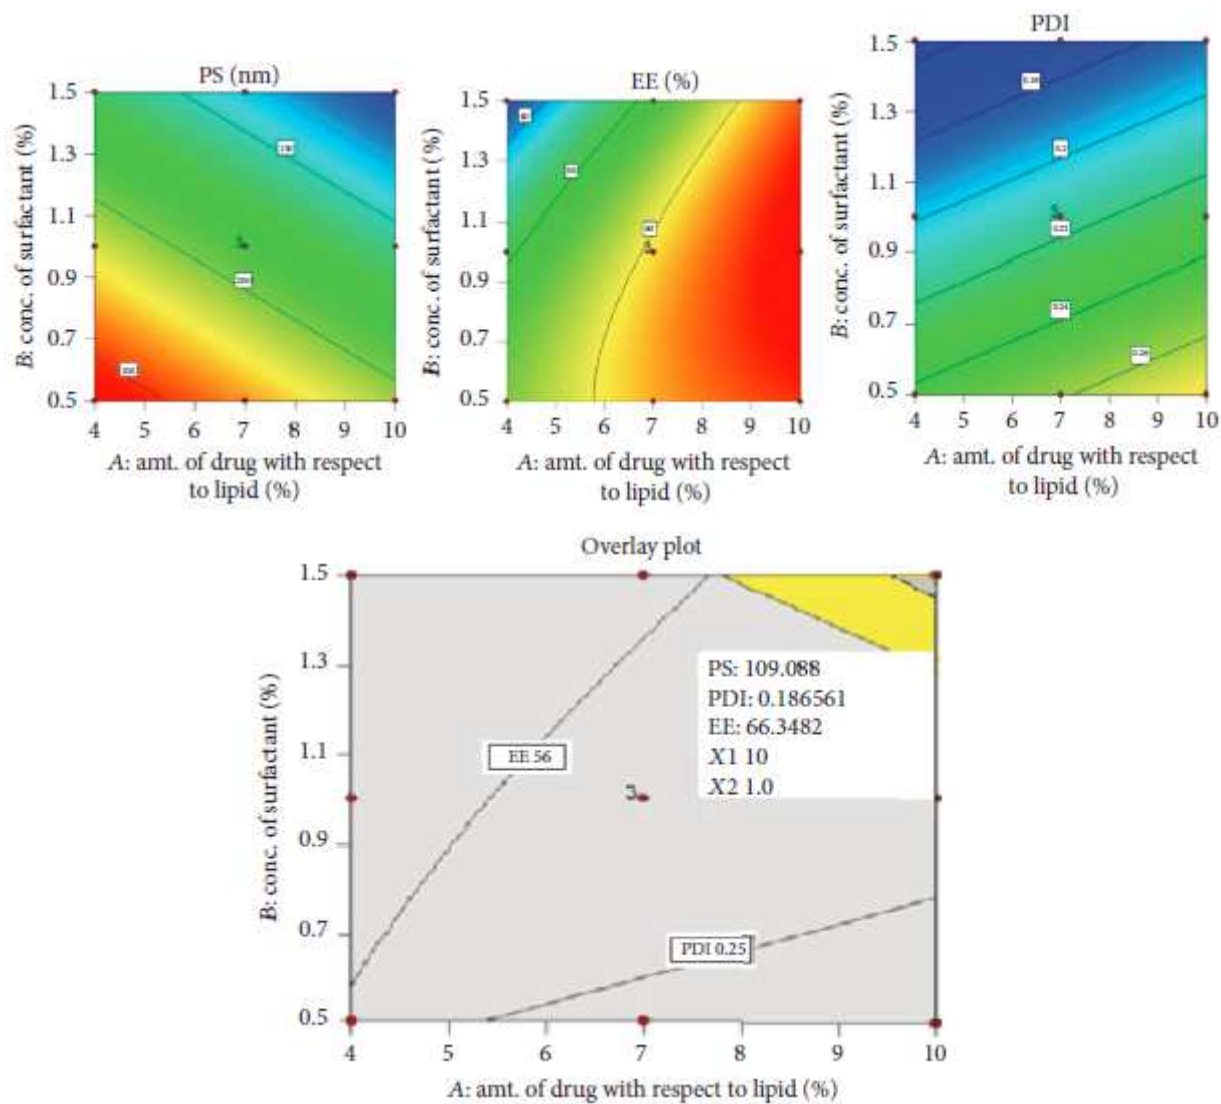 PS (nm)
1.5
1.3
1.1
0.9
0.7
0.5
B: conc. of surfactant (%)
4 5 6 7 8 9 10
A: amt. of drug with respect
to lipid (%)
EE (%)
1.5
1.3
1.1
0.9
0.7
0.5
B: conc. of surfactant (%)
4 5 6 7 8 9 10
A: amt. of drug with respect
to lipid (%)
PDI
1.5
1.3
1.1
0.9
0.7
0.5
B: conc. of surfactant (%)
4 5 6 7 8 9 10
A: amt. of drug with respect
to lipid (%)
Overlay plot
1.5
1.3
1.1
0.9
0.7
0.5
B: conc. of surfactant (%)
PS: 109.088
PDI: 0.186561
EE: 66.3482
X1 10
X2 1.0
EE 56
3
PDI 0.25
4 5 6 7 8 9 10
A: amt. of drug with respect to lipid (%)